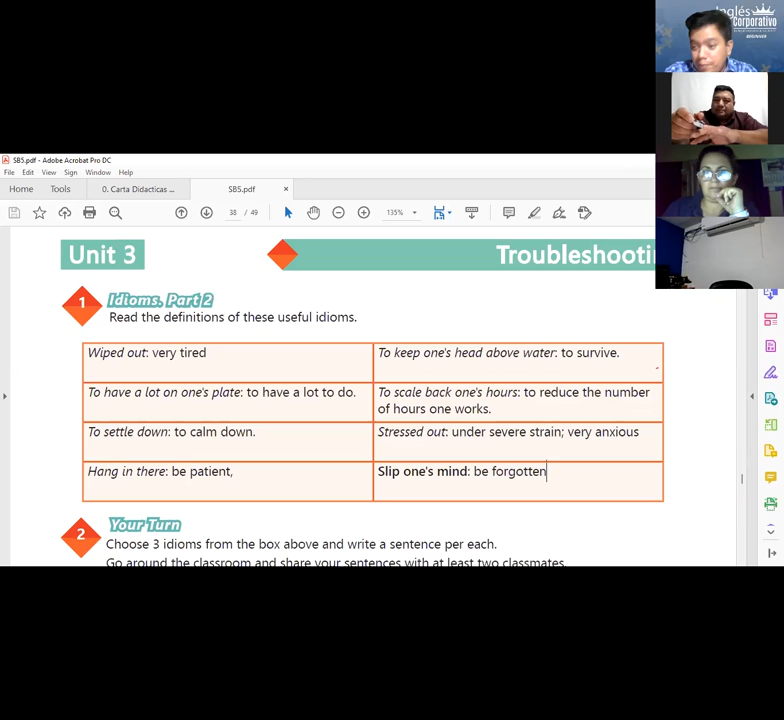 Inglés
Corporativo
BEGINNER
SB5.pdf - Adobe Acrobat Pro DC
File Edit View Sign Window Help
Home Tools 0. Carta Didacticas ... SB5.pdf ×
38 / 49 135%
Unit 3 Troubleshooti
1 Idioms. Part 2
Read the definitions of these useful idioms.
Wiped out: very tired
To keep one's head above water: to survive.
To have a lot on one's plate: to have a lot to do.
To scale back one's hours: to reduce the number
of hours one works.
To settle down: to calm down.
Stressed out: under severe strain; very anxious
Hang in there: be patient,
Slip one's mind: be forgotten
2 Your Turn
Choose 3 idioms from the box above and write a sentence per each.
Go around the classroom and share your sentences with at least two classmates.